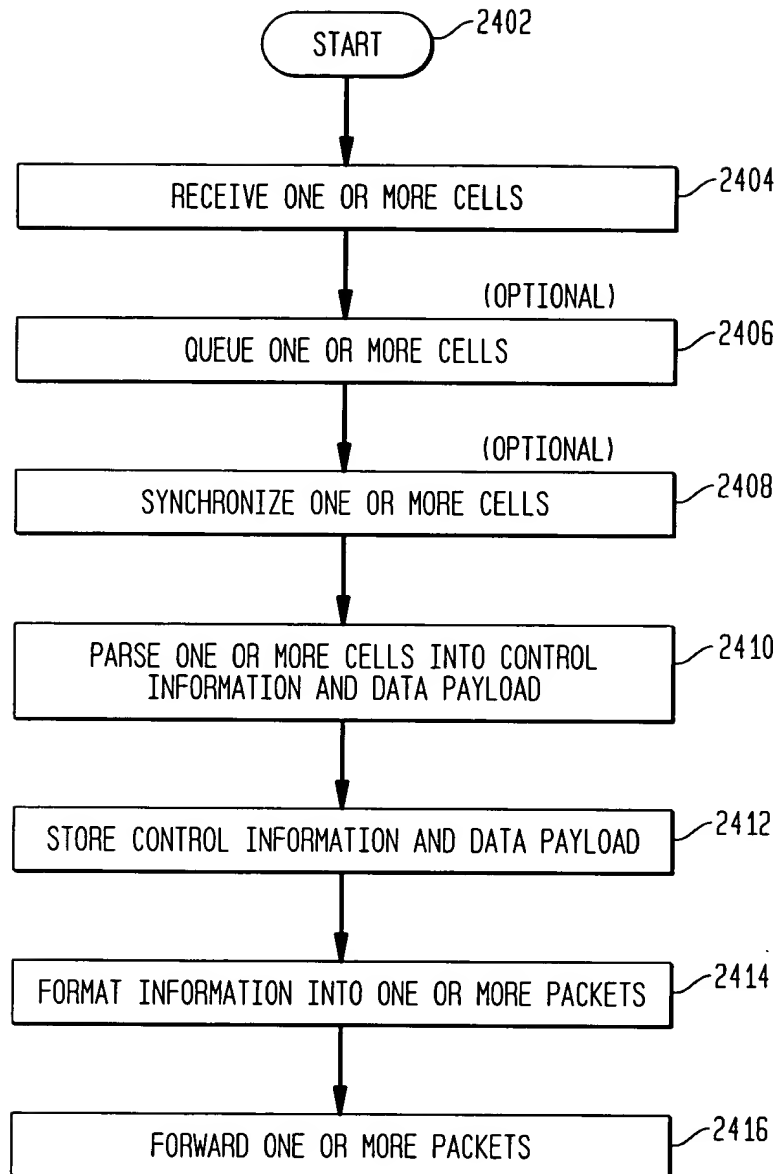 START
2402
RECEIVE ONE OR MORE CELLS
2404
(OPTIONAL)
QUEUE ONE OR MORE CELLS
2406
(OPTIONAL)
SYNCHRONIZE ONE OR MORE CELLS
2408
PARSE ONE OR MORE CELLS INTO CONTROL
INFORMATION AND DATA PAYLOAD
2410
STORE CONTROL INFORMATION AND DATA PAYLOAD
2412
FORMAT INFORMATION INTO ONE OR MORE PACKETS
2414
FORWARD ONE OR MORE PACKETS
2416